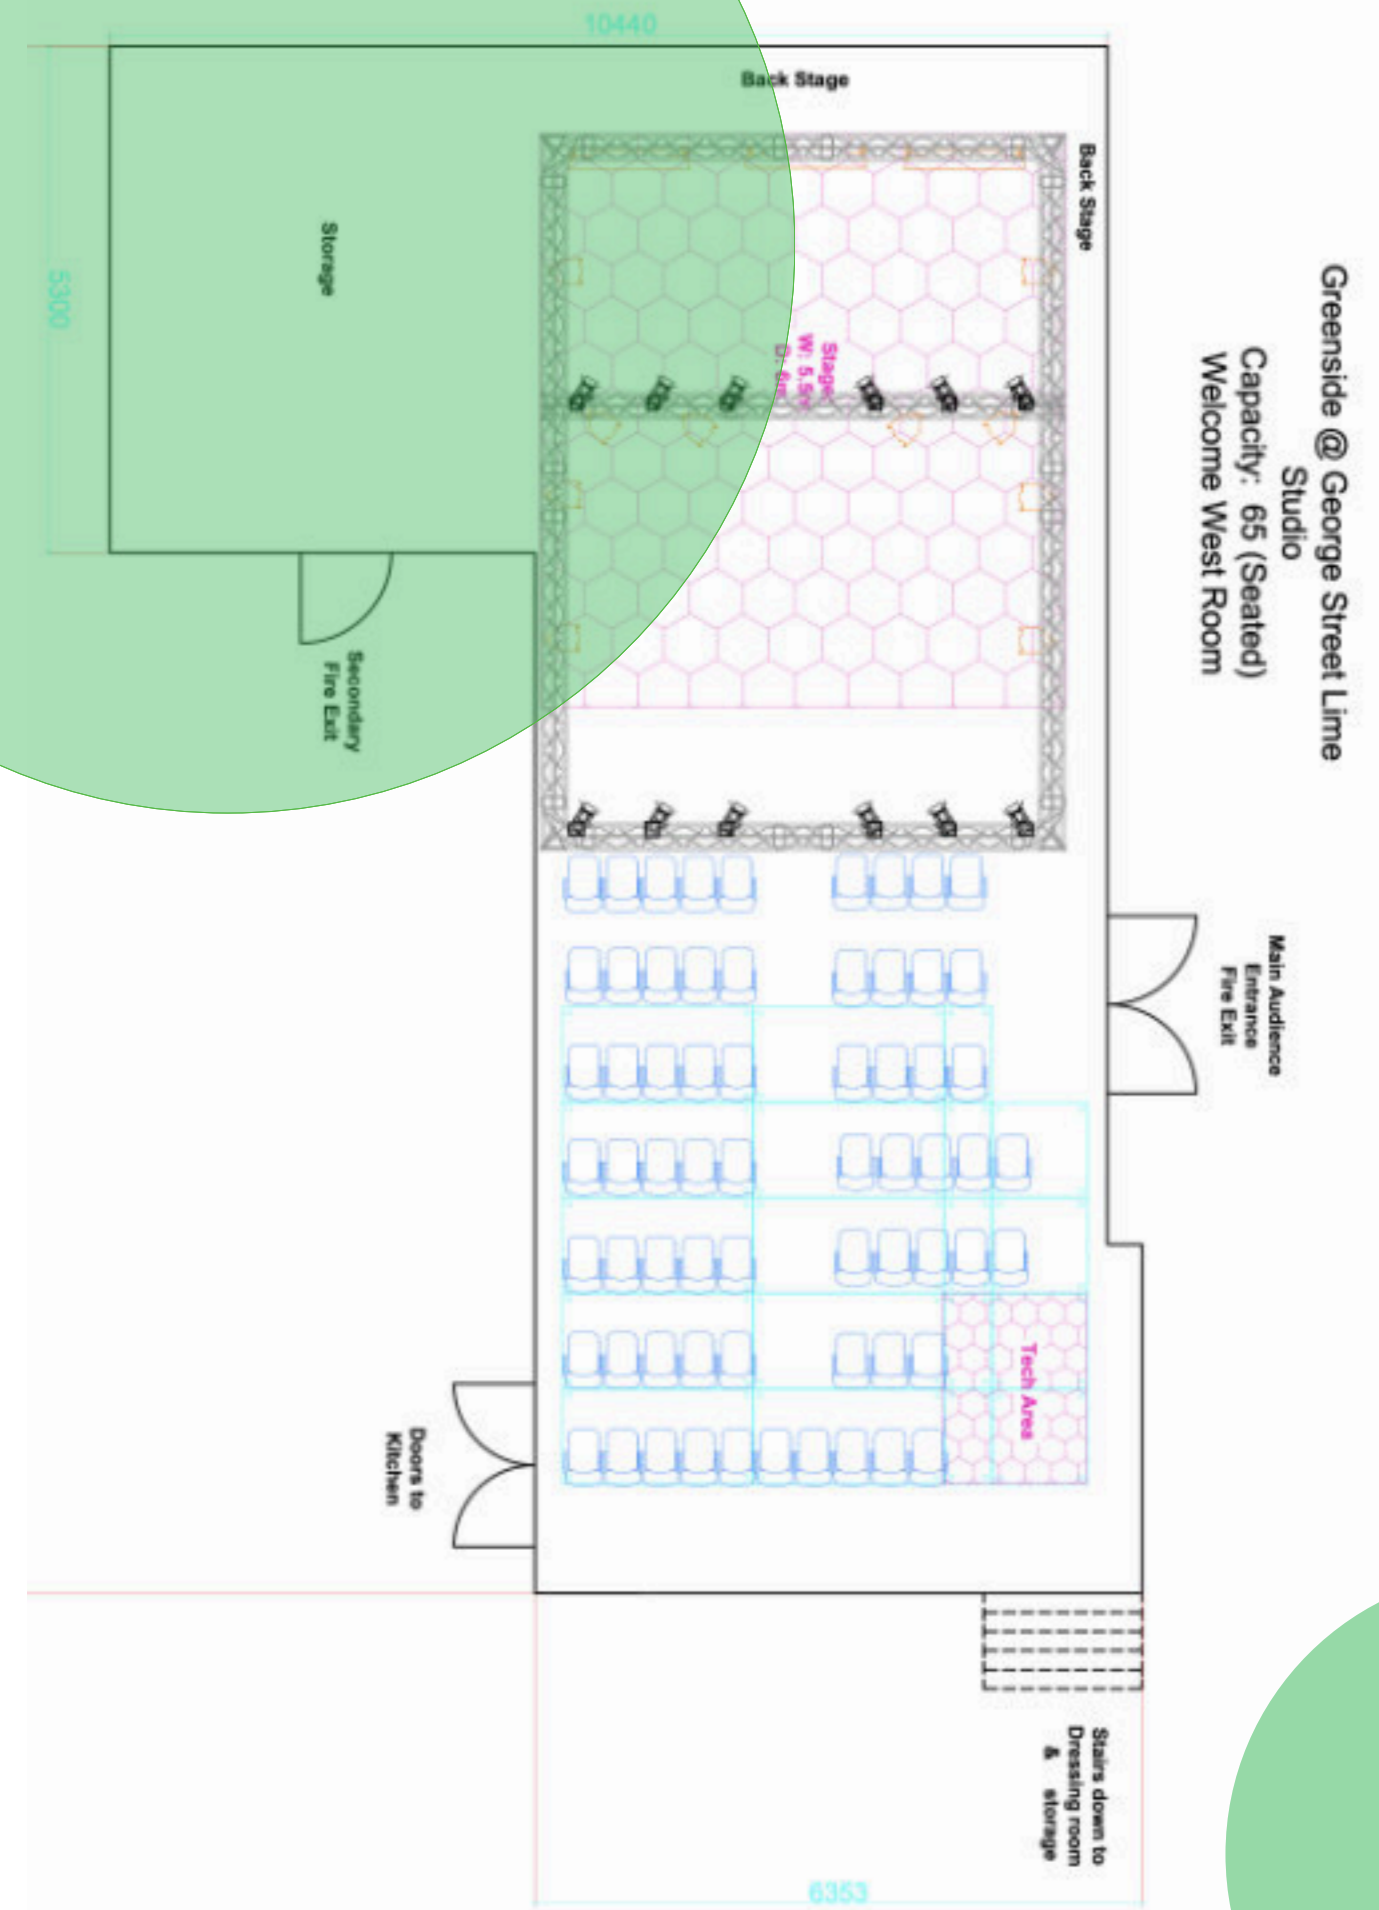 Greenside @ George Street Lime
Studio
Capacity: 65 (Seated)
Welcome West Room
10440
Back Stage
Back Stage
Storage
5300
Stage:
W: 5.5m
D: 6m
Secondary
Fire Exit
Main Audience
Entrance
Fire Exit
Tech Area
Doors to
Kitchen
Stairs down to
Dressing room
& storage
6353